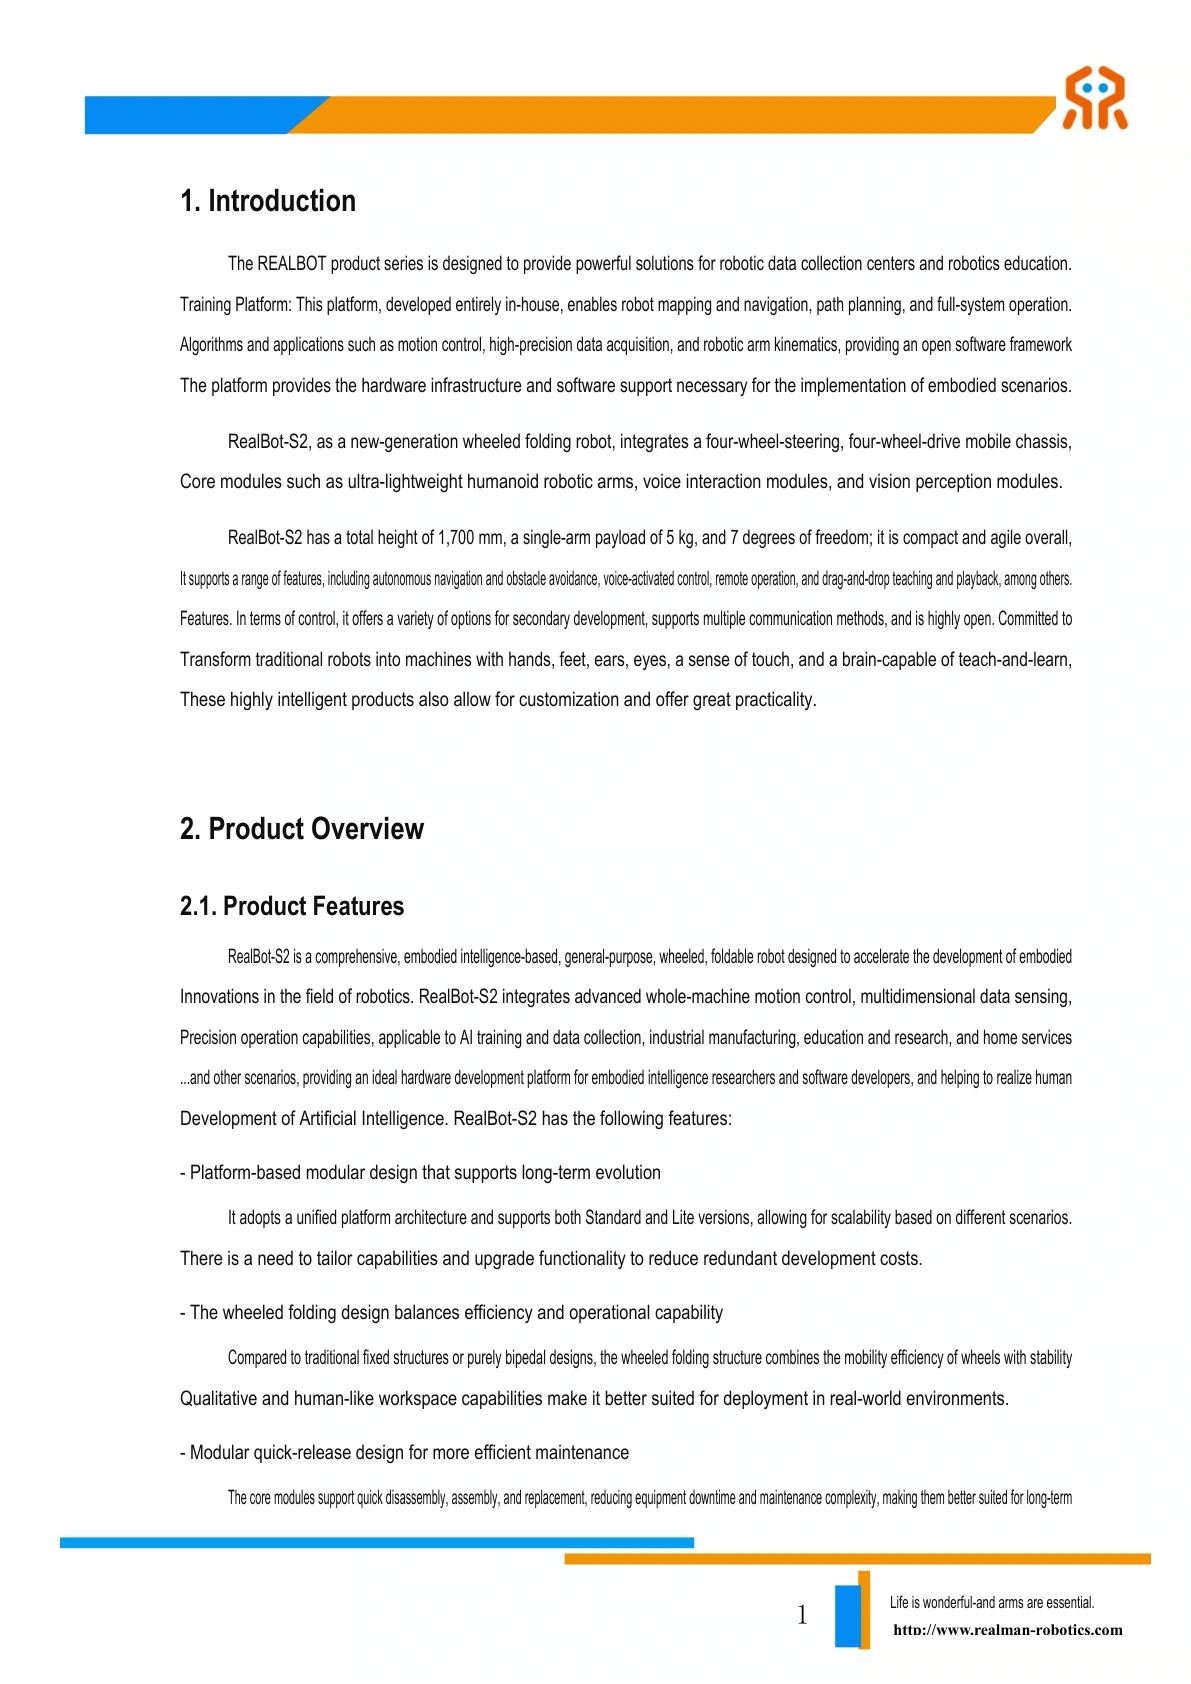 1. Introduction
The REALBOT product series is designed to provide powerful solutions for robotic data collection centers and robotics education.
Training Platform: This platform, developed entirely in-house, enables robot mapping and navigation, path planning, and full-system operation.
Algorithms and applications such as motion control, high-precision data acquisition, and robotic arm kinematics, providing an open software framework
The platform provides the hardware infrastructure and software support necessary for the implementation of embodied scenarios.
RealBot-S2, as a new-generation wheeled folding robot, integrates a four-wheel-steering, four-wheel-drive mobile chassis,
Core modules such as ultra-lightweight humanoid robotic arms, voice interaction modules, and vision perception modules.
RealBot-S2 has a total height of 1,700 mm, a single-arm payload of 5 kg, and 7 degrees of freedom; it is compact and agile overall,
It supports a range of features, including autonomous navigation and obstacle avoidance, voice-activated control, remote operation, and drag-and-drop teaching and playback, among others.
Features. In terms of control, it offers a variety of options for secondary development, supports multiple communication methods, and is highly open. Committed to
Transform traditional robots into machines with hands, feet, ears, eyes, a sense of touch, and a brain-capable of teach-and-learn,
These highly intelligent products also allow for customization and offer great practicality.
2. Product Overview
2.1. Product Features
RealBot-S2 is a comprehensive, embodied intelligence-based, general-purpose, wheeled, foldable robot designed to accelerate the development of embodied
Innovations in the field of robotics. RealBot-S2 integrates advanced whole-machine motion control, multidimensional data sensing,
Precision operation capabilities, applicable to AI training and data collection, industrial manufacturing, education and research, and home services
...and other scenarios, providing an ideal hardware development platform for embodied intelligence researchers and software developers, and helping to realize human
Development of Artificial Intelligence. RealBot-S2 has the following features:
- Platform-based modular design that supports long-term evolution
It adopts a unified platform architecture and supports both Standard and Lite versions, allowing for scalability based on different scenarios.
There is a need to tailor capabilities and upgrade functionality to reduce redundant development costs.
- The wheeled folding design balances efficiency and operational capability
Compared to traditional fixed structures or purely bipedal designs, the wheeled folding structure combines the mobility efficiency of wheels with stability
Qualitative and human-like workspace capabilities make it better suited for deployment in real-world environments.
- Modular quick-release design for more efficient maintenance
The core modules support quick disassembly, assembly, and replacement, reducing equipment downtime and maintenance complexity, making them better suited for long-term
1
Life is wonderful-and arms are essential.
http://www.realman-robotics.com